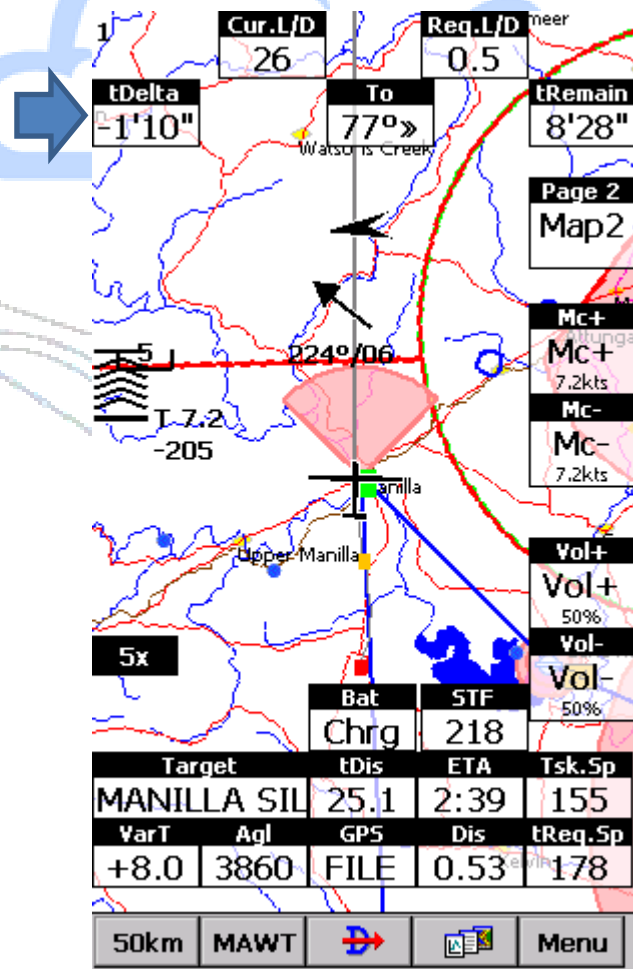 1
Cur.L/D
Req.L/D
meer
26
0.5
tDelta
To
tRemain
-1'10"
77°»
8'28"
Watsons Creek
Page 2
Map2
Mc+
Mc+
7.2kts
5
224°/06
Mc-
Mc-
7.2kts
T 7.2
-205
anilla
Upper Manilla
Vol+
Vol+
50%
5x
Vol-
Vol-
50%
Bat
STF
Chrg
218
Target
tDis
ETA
Tsk.Sp
MANILLA SIL
25.1
2:39
155
VarT
Agl
GPS
Dis
tReq.Sp
+8.0
3860
FILE
0.53
178
50km
MAWT
D
Menu